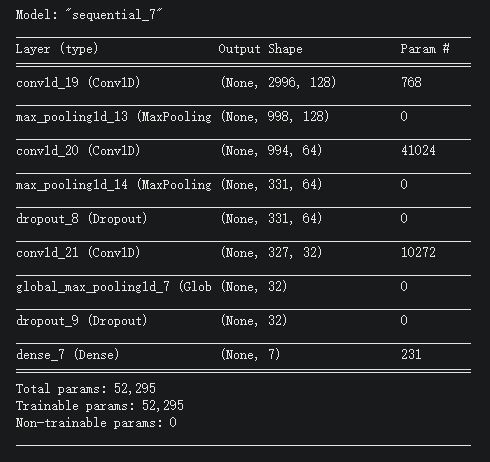 Model: "sequential_7"
Layer (type) Output Shape Param #
conv1d_19 (Conv1D) (None, 2996, 128) 768
max_pooling1d_13 (MaxPooling (None, 998, 128) 0
conv1d_20 (Conv1D) (None, 994, 64) 41024
max_pooling1d_14 (MaxPooling (None, 331, 64) 0
dropout_8 (Dropout) (None, 331, 64) 0
conv1d_21 (Conv1D) (None, 327, 32) 10272
global_max_pooling1d_7 (Glob (None, 32) 0
dropout_9 (Dropout) (None, 32) 0
dense_7 (Dense) (None, 7) 231
Total params: 52,295
Trainable params: 52,295
Non-trainable params: 0